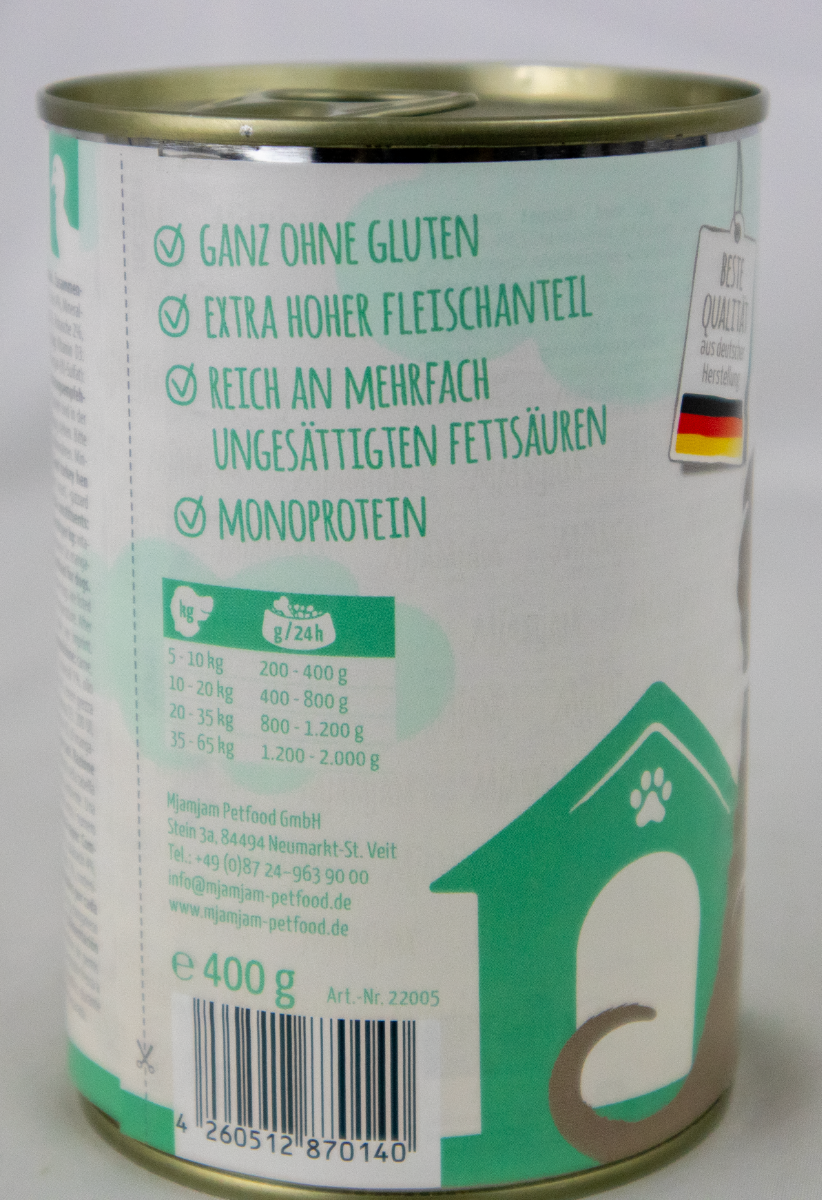 GANZ OHNE GLUTEN
EXTRA HOHER FLEISCHANTEIL
REICH AN MEHRFACH
UNGESÄTTIGTEN FETTSÄUREN
MONOPROTEIN
BESTE
QUALITÄT
aus deutscher
Herstellung
kg g/24h
5 - 10 kg 200 - 400 g
10 - 20 kg 400 - 800 g
20 - 35 kg 800 - 1.200 g
35 - 65 kg 1.200 - 2.000 g
Mjamjam Petfood GmbH
Stein 3a, 84494 Neumarkt-St. Veit
Tel.: +49 (0)87 24-963 90 00
info@mjamjam-petfood.de
www.mjamjam-petfood.de
℮ 400 g
Art.-Nr. 22005
4 260512 870140